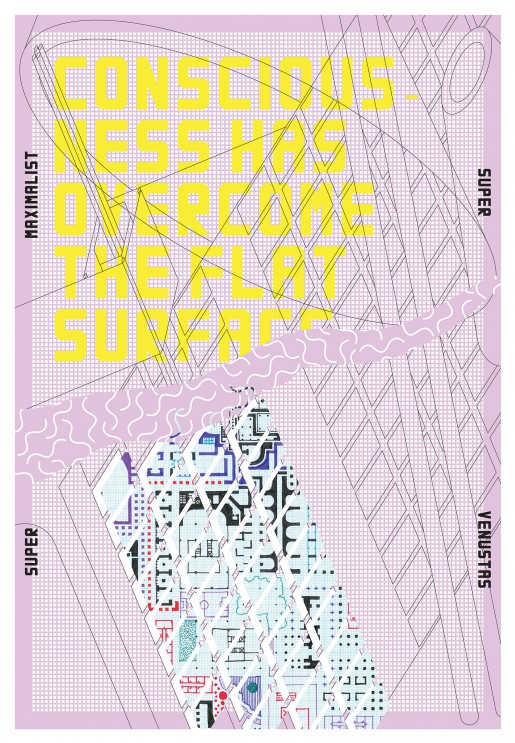 CONSCIOUS-
NESS HAS
OVERCOME
THE FLAT
SURFACE
MAXIMALIST
SUPER
SUPER
VENUSTAS